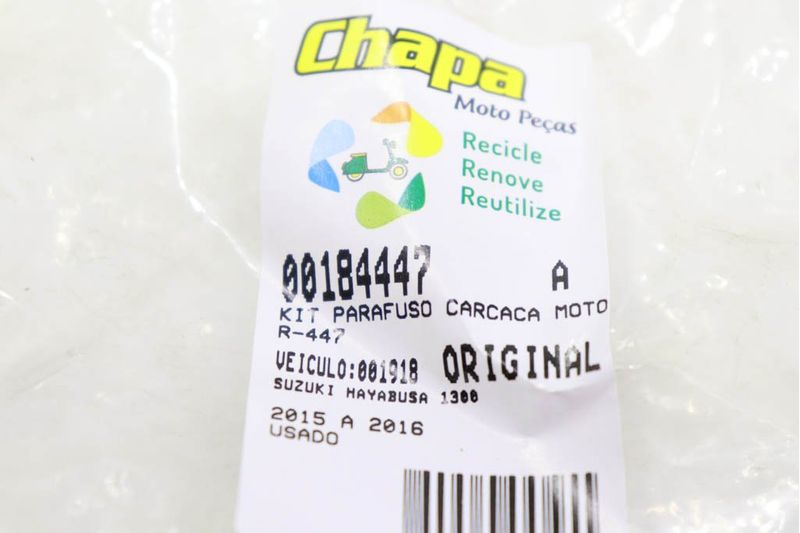 Chapa
Moto Peças
Recicle
Renove
Reutilize
00184447 A
KIT PARAFUSO CARCACA MOTO
R-447
VEICULO:001918 ORIGINAL
SUZUKI HAYABUSA 1300
2015 A 2016
USADO